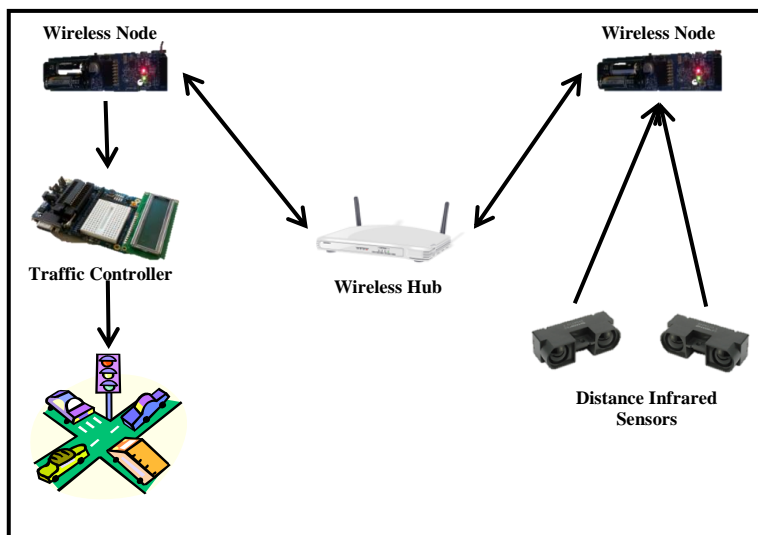 Wireless Node
Wireless Node
Traffic Controller
Wireless Hub
Distance Infrared
Sensors